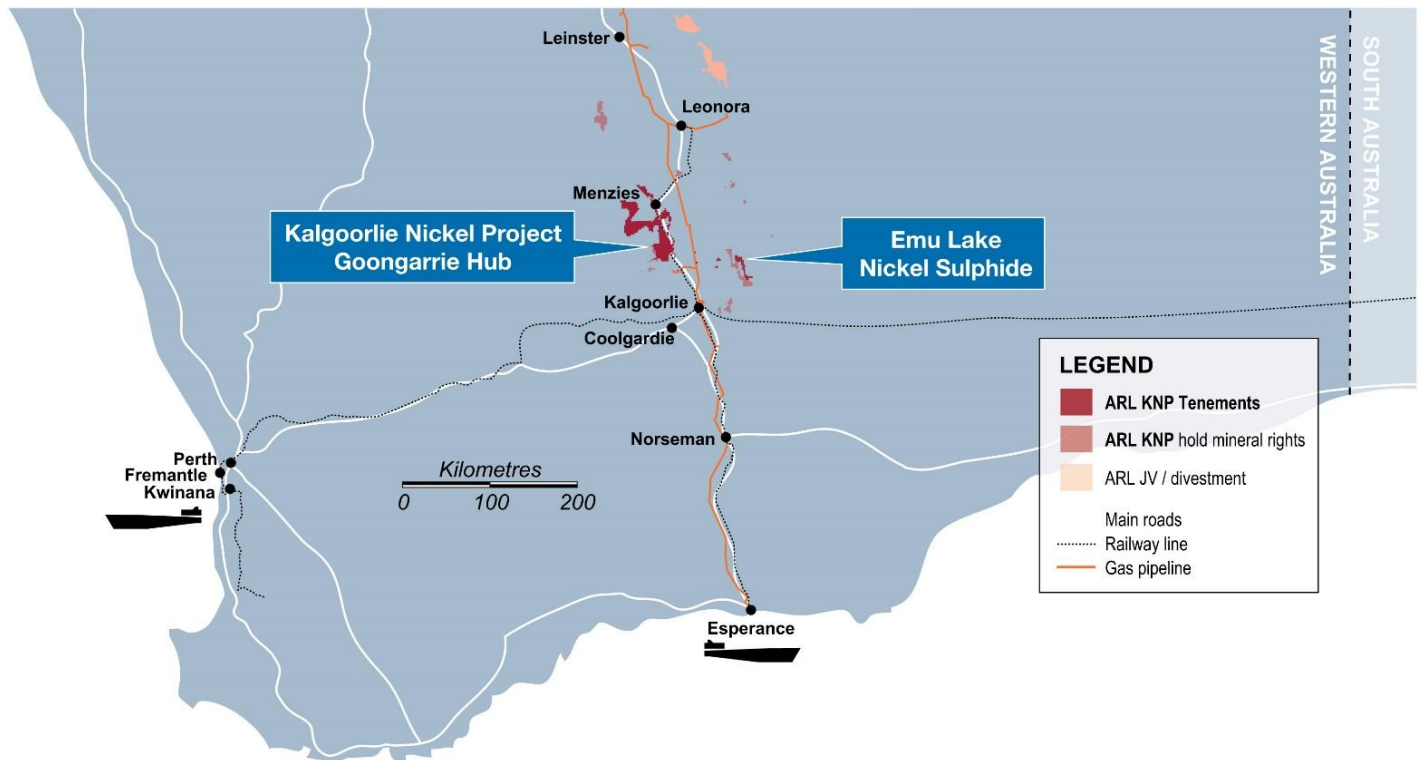 Leinster
Leonora
Menzies
Kalgoorlie Nickel Project
Goongarrie Hub
Emu Lake
Nickel Sulphide
Kalgoorlie
Coolgardie
Norseman
Perth
Fremantle
Kwinana
Kilometres
0 100 200
Esperance
WESTERN AUSTRALIA
SOUTH AUSTRALIA
LEGEND
ARL KNP Tenements
ARL KNP hold mineral rights
ARL JV / divestment
Main roads
Railway line
Gas pipeline